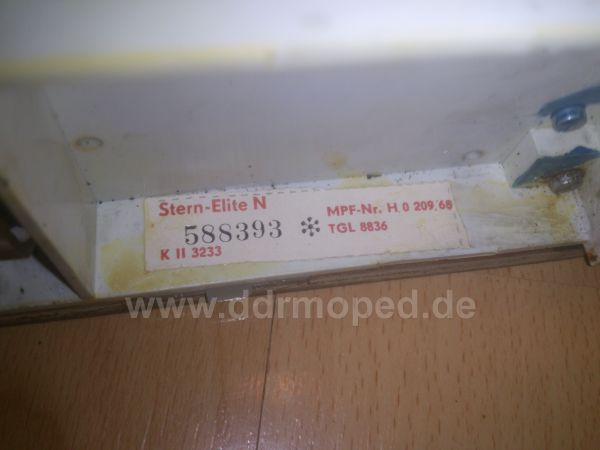 Stern-Elite N
588393 *
K II 3233
MPF-Nr. H 0 209/68
TGL 8836
www.ddrmoped.de